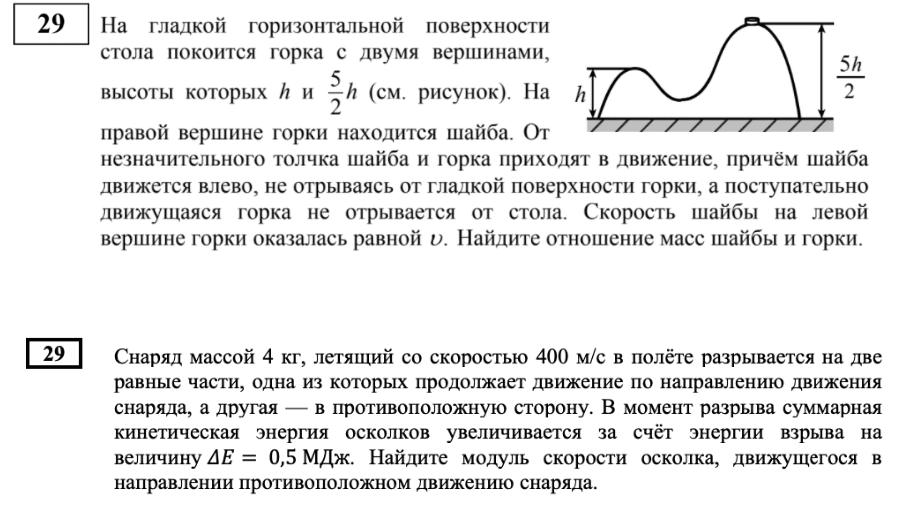 29
На гладкой горизонтальной поверхности
стола покоится горка с двумя вершинами,
высоты которых h и 5/2 h (см. рисунок). На
правой вершине горки находится шайба. От
незначительного толчка шайба и горка приходят в движение, причём шайба
движется влево, не отрываясь от гладкой поверхности горки, а поступательно
движущаяся горка не отрывается от стола. Скорость шайбы на левой
вершине горки оказалась равной υ. Найдите отношение масс шайбы и горки.
h
5h/2
29
Снаряд массой 4 кг, летящий со скоростью 400 м/с в полёте разрывается на две
равные части, одна из которых продолжает движение по направлению движения
снаряда, а другая — в противоположную сторону. В момент разрыва суммарная
кинетическая энергия осколков увеличивается за счёт энергии взрыва на
величину ΔE = 0,5 МДж. Найдите модуль скорости осколка, движущегося в
направлении противоположном движению снаряда.